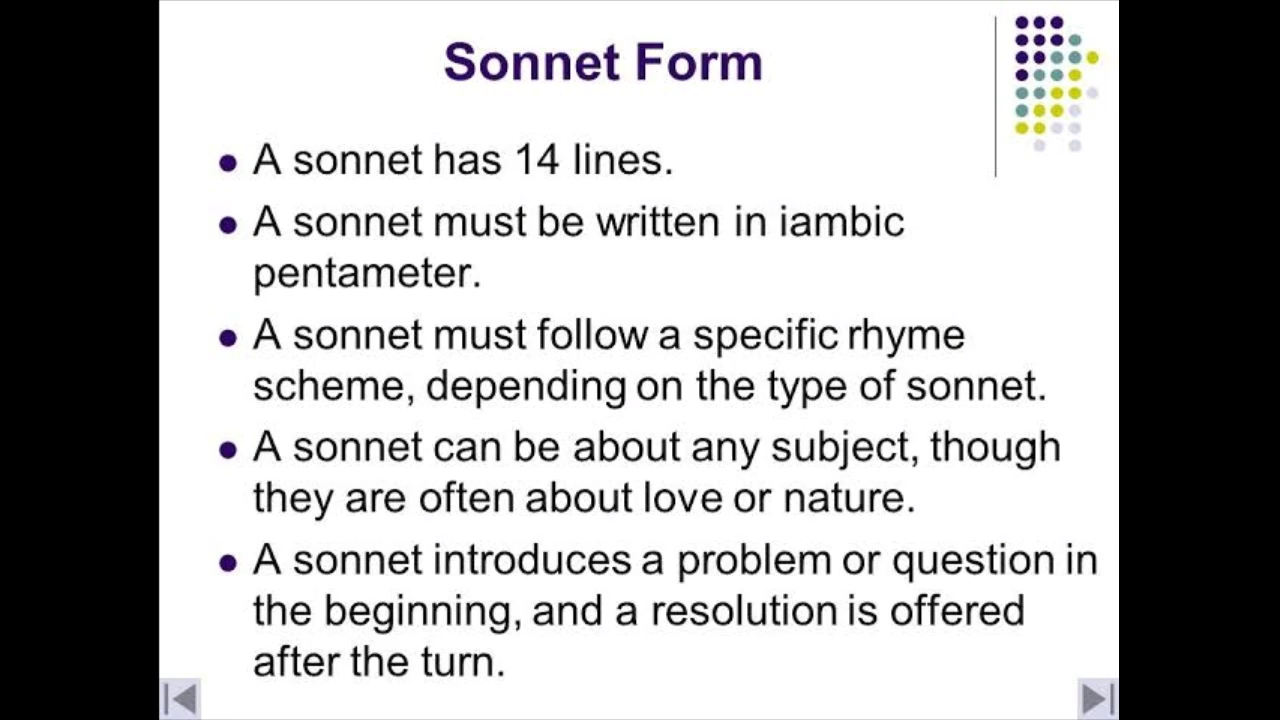 Sonnet Form
A sonnet has 14 lines.
A sonnet must be written in iambic
pentameter.
A sonnet must follow a specific rhyme
scheme, depending on the type of sonnet.
A sonnet can be about any subject, though
they are often about love or nature.
A sonnet introduces a problem or question in
the beginning, and a resolution is offered
after the turn.